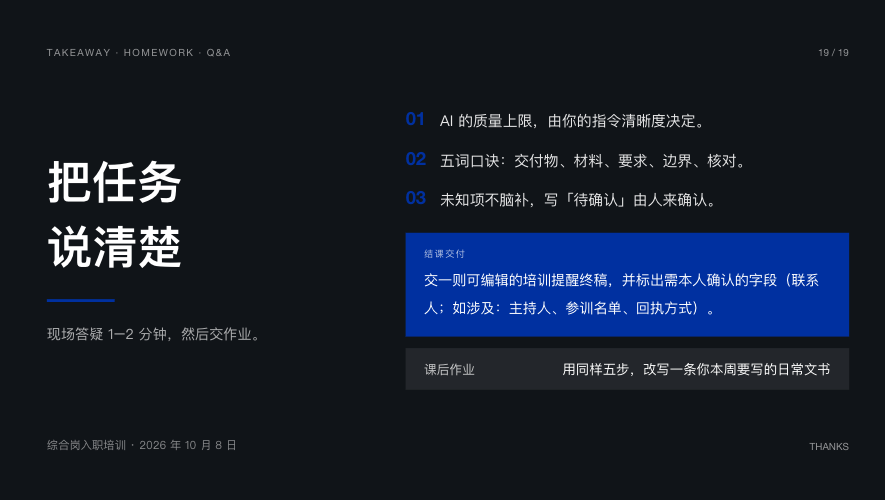 TAKEAWAY · HOMEWORK · Q&A
19 / 19
把任务
说清楚
现场答疑 1—2 分钟，然后交作业。
01 AI 的质量上限，由你的指令清晰度决定。
02 五词口诀：交付物、材料、要求、边界、核对。
03 未知项不脑补，写「待确认」由人来确认。
结课交付
交一则可编辑的培训提醒终稿，并标出需本人确认的字段（联系
人；如涉及：主持人、参训名单、回执方式）。
课后作业 用同样五步，改写一条你本周要写的日常文书
综合岗入职培训 · 2026 年 10 月 8 日
THANKS